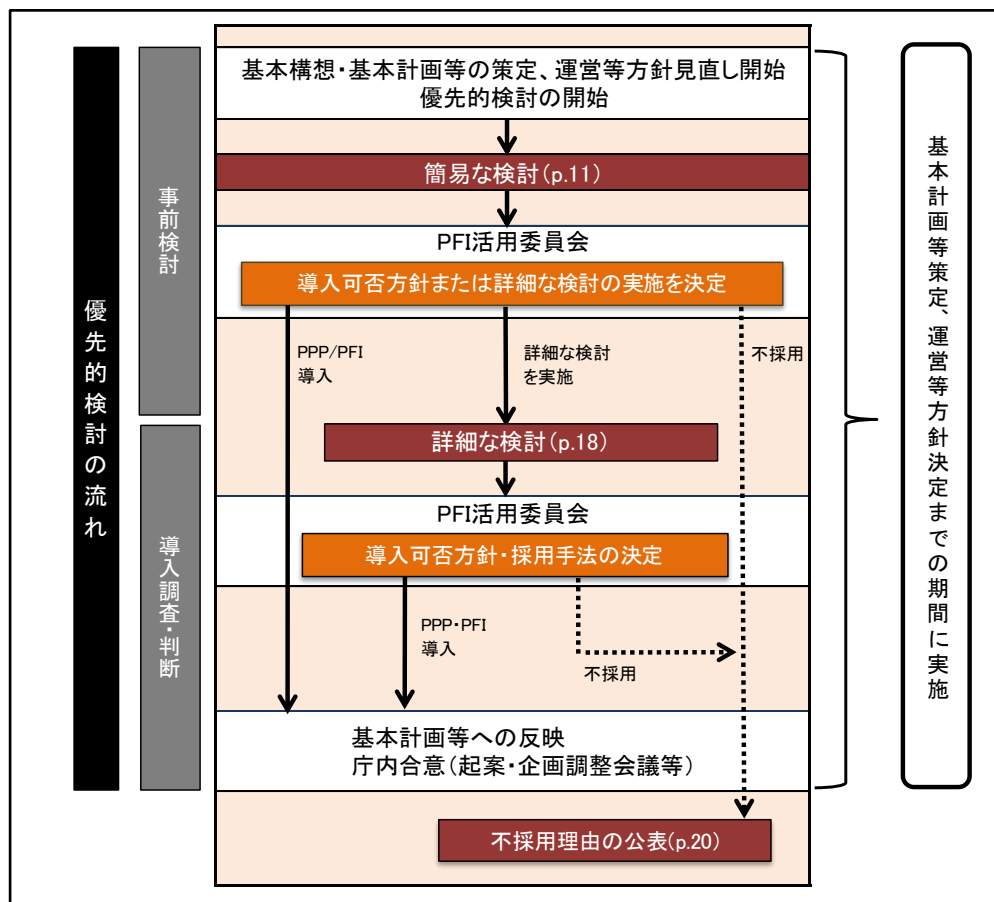 優先的検討の流れ
事前検討
導入調査・判断
基本構想・基本計画等の策定、運営等方針見直し開始
優先的検討の開始
簡易な検討(p.11)
PFI活用委員会
導入可否方針または詳細な検討の実施を決定
PPP/PFI
導入
詳細な検討
を実施
不採用
詳細な検討(p.18)
PFI活用委員会
導入可否方針・採用手法の決定
PPP・PFI
導入
不採用
基本計画等への反映
庁内合意(起案・企画調整会議等)
不採用理由の公表(p.20)
基本計画等策定、運営等方針決定までの期間に実施